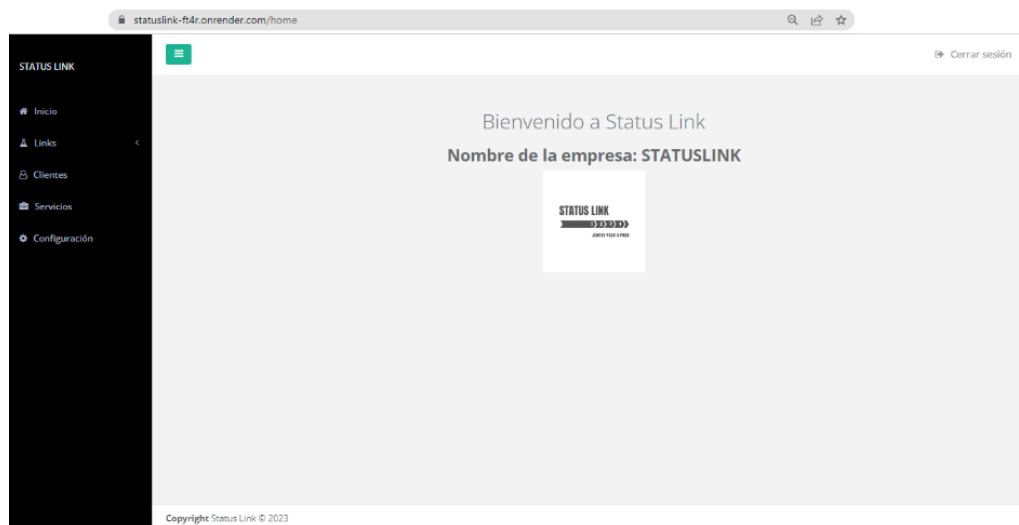 statuslink-ft4r.onrender.com/home
STATUS LINK
Cerrar sesión
Inicio
Links
Clientes
Servicios
Configuración
Bienvenido a Status Link
Nombre de la empresa: STATUSLINK
STATUS LINK
Copyright Status Link © 2023